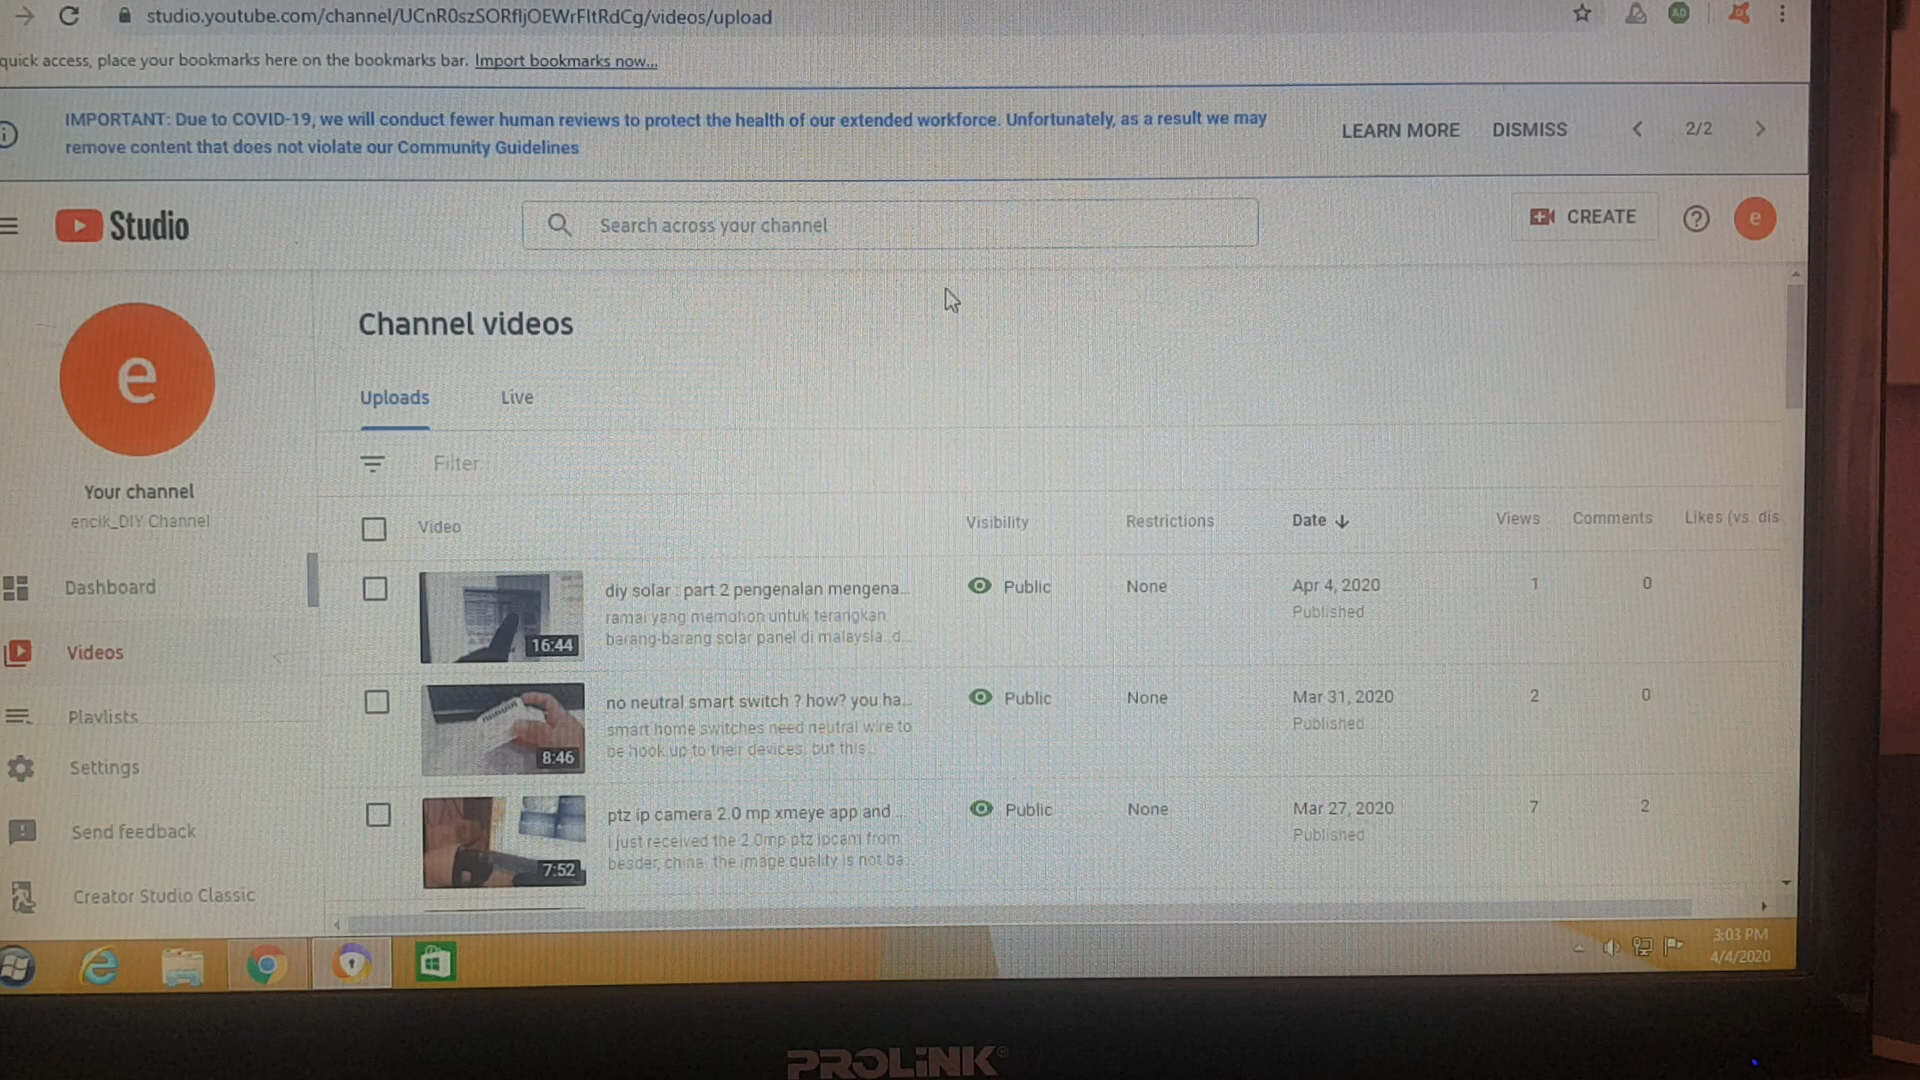 studio.youtube.com/channel/UCnR0szSORfljOEWrFItRdCg/videos/upload
quick access, place your bookmarks here on the bookmarks bar. Import bookmarks now...
IMPORTANT: Due to COVID-19, we will conduct fewer human reviews to protect the health of our extended workforce. Unfortunately, as a result we may
remove content that does not violate our Community Guidelines
LEARN MORE
DISMISS
2/2
Studio
Search across your channel
CREATE
e
e
Your channel
encik_DIY Channel
Dashboard
Videos
Playlists
Settings
Send feedback
Creator Studio Classic
Channel videos
Uploads
Live
Filter
Video
Visibility
Restrictions
Date
Views
Comments
Likes (vs. dis
16:44
diy solar : part 2 pengenalan mengena...
ramai yang memohon untuk terangkan
barang-barang solar panel di malaysia..d...
Public
None
Apr 4, 2020
Published
1
0
8:46
no neutral smart switch ? how? you ha...
smart home switches need neutral wire to
be hook up to their devices, but this...
Public
None
Mar 31, 2020
Published
2
0
7:52
ptz ip camera 2.0 mp xmeye app and ...
i just received the 2.0mp ptz ipcam from
besder, china. the image quality is not ba...
Public
None
Mar 27, 2020
Published
7
2
3:03 PM
4/4/2020
PROLiNK®